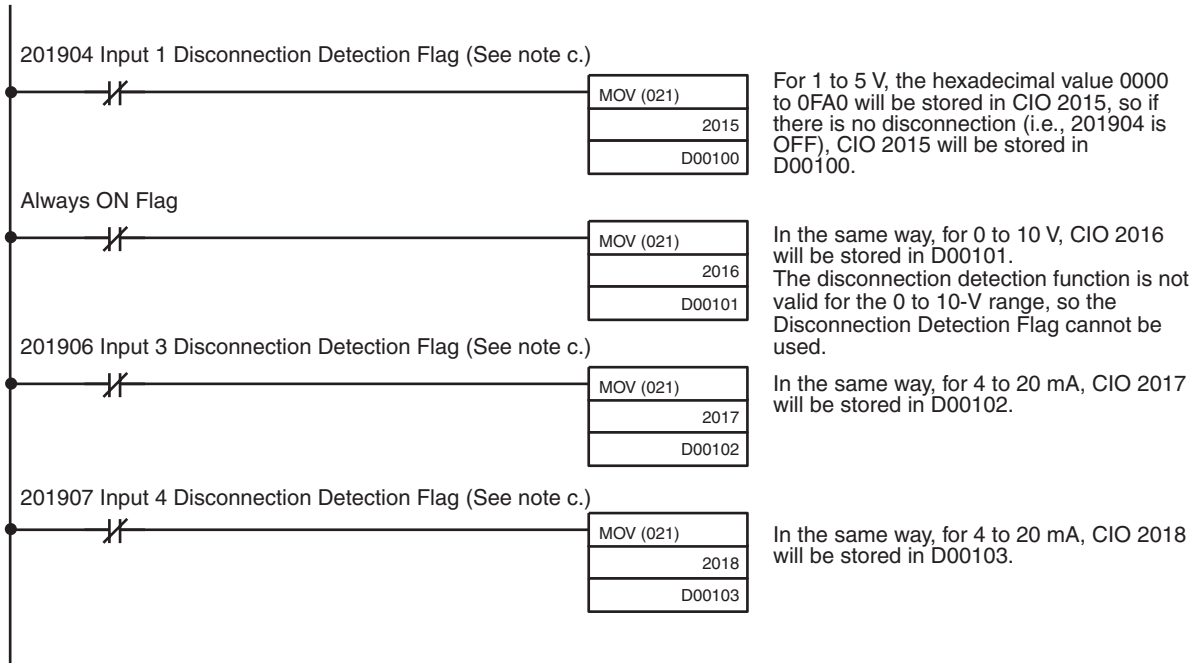 201904 Input 1 Disconnection Detection Flag (See note c.)
MOV (021)
2015
D00100
For 1 to 5 V, the hexadecimal value 0000
to 0FA0 will be stored in CIO 2015, so if
there is no disconnection (i.e., 201904 is
OFF), CIO 2015 will be stored in
D00100.
Always ON Flag
MOV (021)
2016
D00101
In the same way, for 0 to 10 V, CIO 2016
will be stored in D00101.
The disconnection detection function is not
valid for the 0 to 10-V range, so the
Disconnection Detection Flag cannot be
used.
201906 Input 3 Disconnection Detection Flag (See note c.)
MOV (021)
2017
D00102
In the same way, for 4 to 20 mA, CIO 2017
will be stored in D00102.
201907 Input 4 Disconnection Detection Flag (See note c.)
MOV (021)
2018
D00103
In the same way, for 4 to 20 mA, CIO 2018
will be stored in D00103.